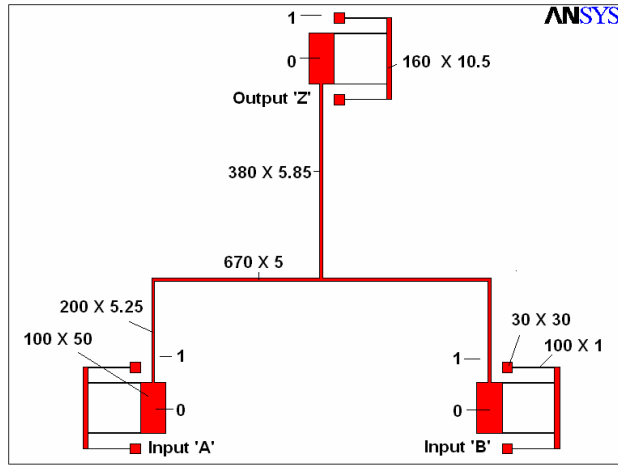 1
ANSYS
0
160 X 10.5
Output 'Z'
380 X 5.85
670 X 5
200 X 5.25
30 X 30
100 X 50
1
1
100 X 1
0
0
Input 'A'
Input 'B'